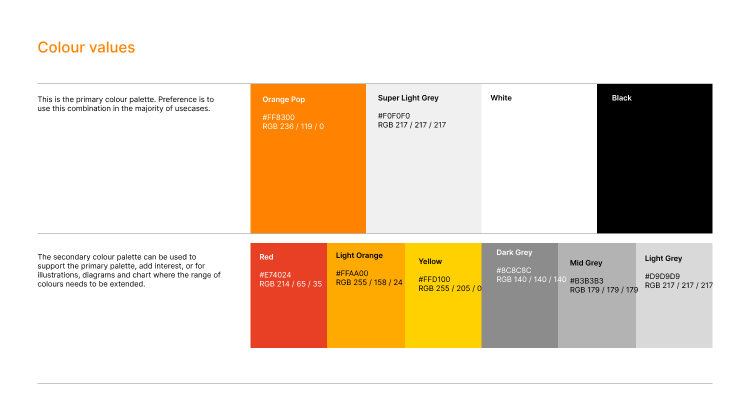 Colour values
This is the primary colour palette. Preference is to
use this combination in the majority of usecases.
Orange Pop
#FF8300
RGB 236 / 119 / 0
Super Light Grey
#F0F0F0
RGB 217 / 217 / 217
White
Black
The secondary colour palette can be used to
support the primary palette, add interest, or for
illustrations, diagrams and chart where the range of
colours needs to be extended.
Red
#E74024
RGB 214 / 65 / 35
Light Orange
#FFAA00
RGB 255 / 158 / 24
Yellow
#FFD100
RGB 255 / 205 / 0
Dark Grey
#8C8C8C
RGB 140 / 140 / 140
Mid Grey
#B3B3B3
RGB 179 / 179 / 179
Light Grey
#D9D9D9
RGB 217 / 217 / 217